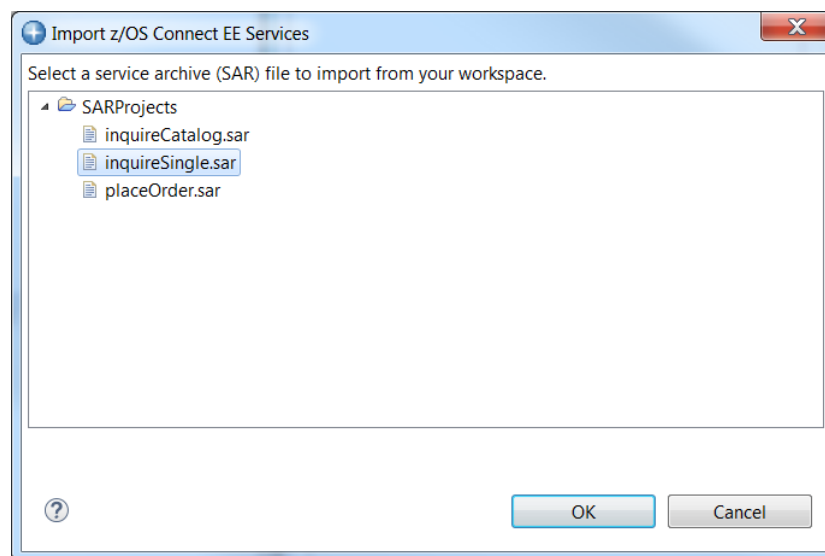 Import z/OS Connect EE Services
Select a service archive (SAR) file to import from your workspace.
SARProjects
inquireCatalog.sar
inquireSingle.sar
placeOrder.sar
?
OK
Cancel